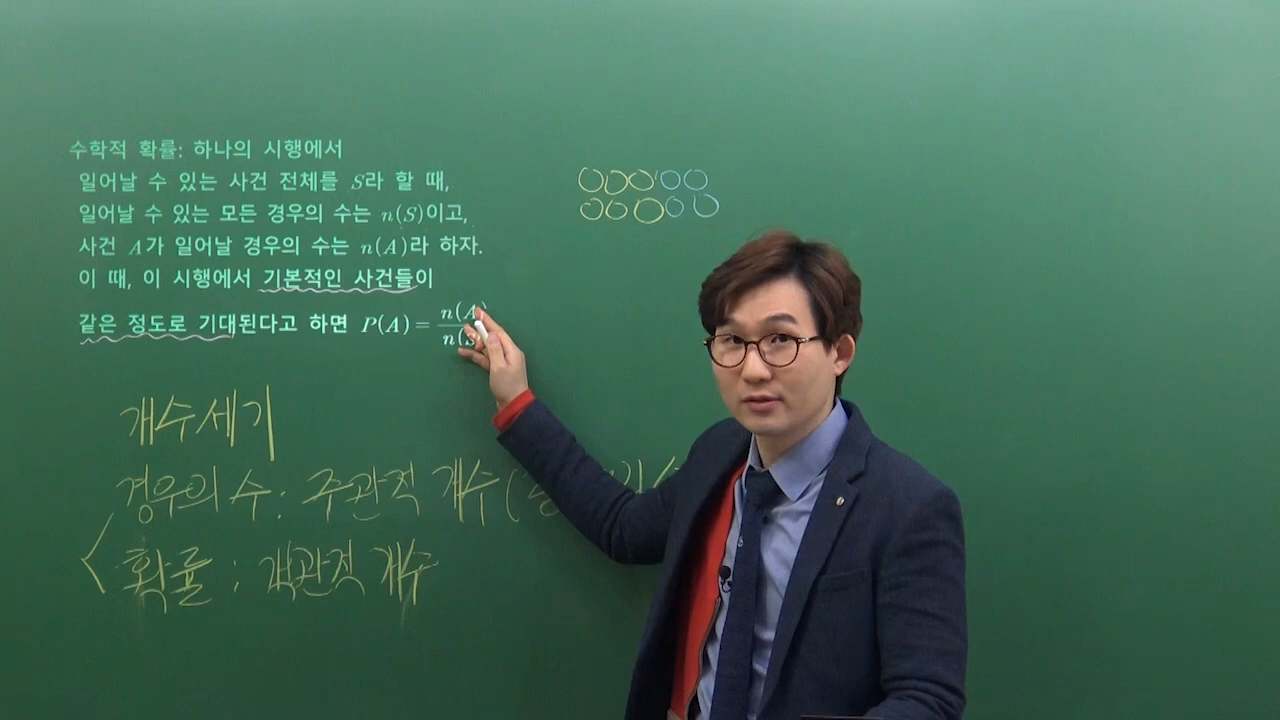 수학적 확률: 하나의 시행에서
일어날 수 있는 사건 전체를 S라 할 때,
일어날 수 있는 모든 경우의 수는 n(S)이고,
사건 A가 일어날 경우의 수는 n(A)라 하자.
이 때, 이 시행에서 기본적인 사건들이
같은 정도로 기대된다고 하면 P(A) = n(A)/n(S
개수세기
경우의 수 : 주관적 개수 (
확률 : 객관적 개수